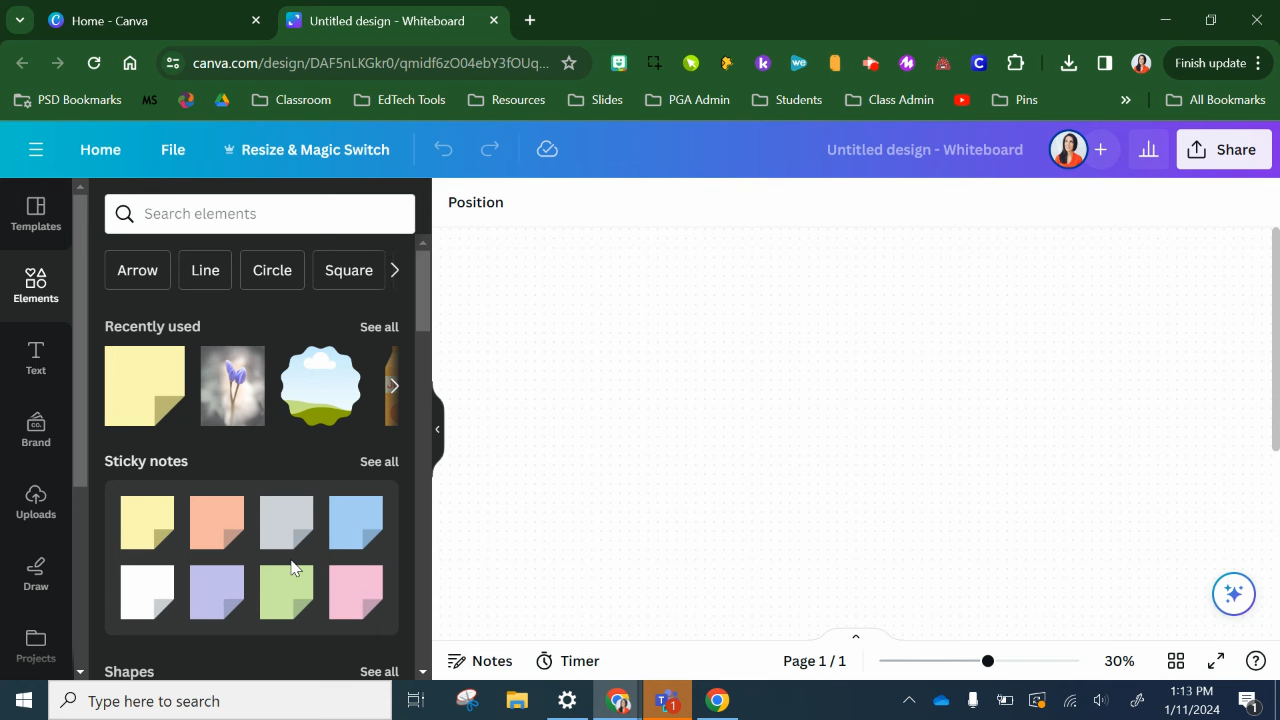 Home - Canva
Untitled design - Whiteboard
canva.com/design/DAF5nLKGkr0/qmidf6zO04ebY3fOUq...
Finish update
PSD Bookmarks
MS
Classroom
EdTech Tools
Resources
Slides
PGA Admin
Students
Class Admin
Pins
All Bookmarks
Home
File
Resize & Magic Switch
Untitled design - Whiteboard
Share
Templates
Elements
Text
Brand
Uploads
Draw
Projects
Search elements
Arrow
Line
Circle
Square
Recently used
See all
Sticky notes
See all
Shapes
See all
Position
Notes
Timer
Page 1 / 1
30%
Type here to search
1:13 PM
1/11/2024